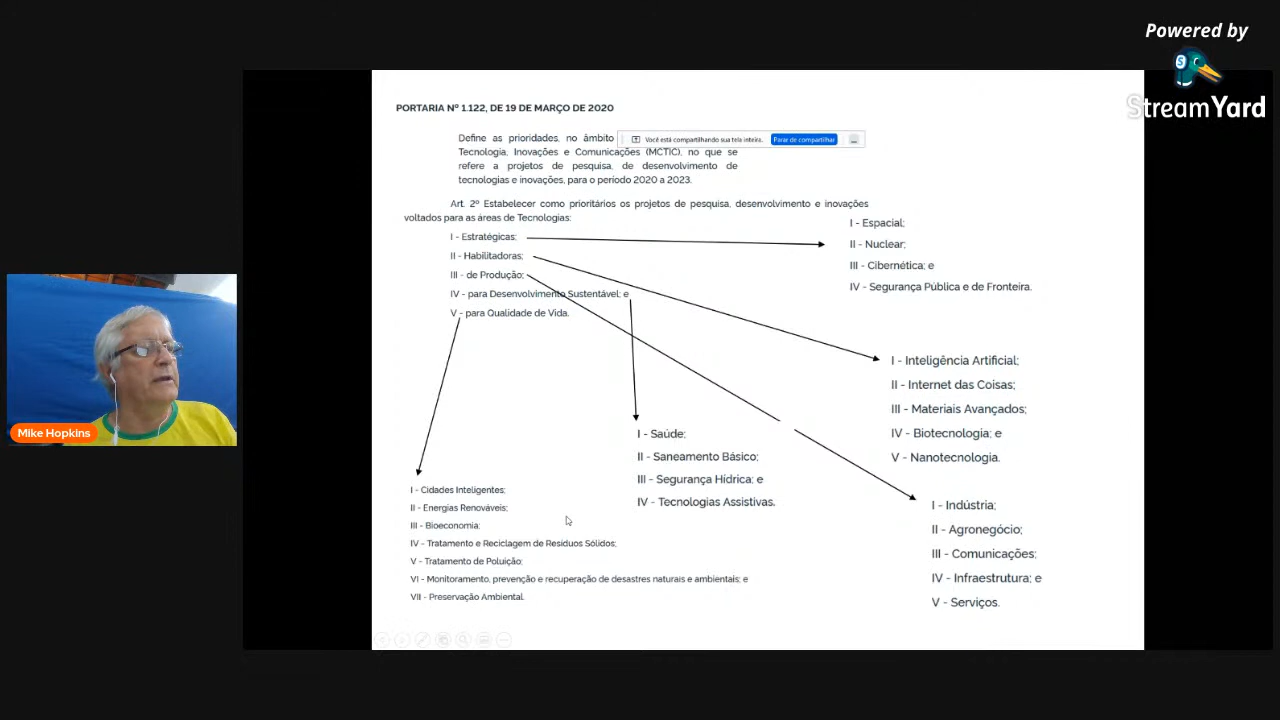 Powered by
StreamYard
PORTARIA Nº 1.122, DE 19 DE MARÇO DE 2020
Define as prioridades, no âmbito
Você está compartilhando sua tela inteira.
Parar de compartilhar
Tecnologia, Inovações e Comunicações (MCTIC), no que se
refere a projetos de pesquisa, de desenvolvimento de
tecnologias e inovações, para o período 2020 a 2023.
Art. 2º Estabelecer como prioritários os projetos de pesquisa, desenvolvimento e inovações
voltados para as áreas de Tecnologias:
I - Estratégicas;
II - Habilitadoras;
III - de Produção;
IV - para Desenvolvimento Sustentável; e
V - para Qualidade de Vida.
I - Espacial;
II - Nuclear;
III - Cibernética; e
IV - Segurança Pública e de Fronteira.
I - Inteligência Artificial;
II - Internet das Coisas;
III - Materiais Avançados;
IV - Biotecnologia; e
V - Nanotecnologia.
I - Saúde;
II - Saneamento Básico;
III - Segurança Hídrica; e
IV - Tecnologias Assistivas.
I - Cidades Inteligentes;
II - Energias Renováveis;
III - Bioeconomia;
IV - Tratamento e Reciclagem de Resíduos Sólidos;
V - Tratamento de Poluição;
VI - Monitoramento, prevenção e recuperação de desastres naturais e ambientais; e
VII - Preservação Ambiental.
I - Indústria;
II - Agronegócio;
III - Comunicações;
IV - Infraestrutura; e
V - Serviços.
Mike Hopkins